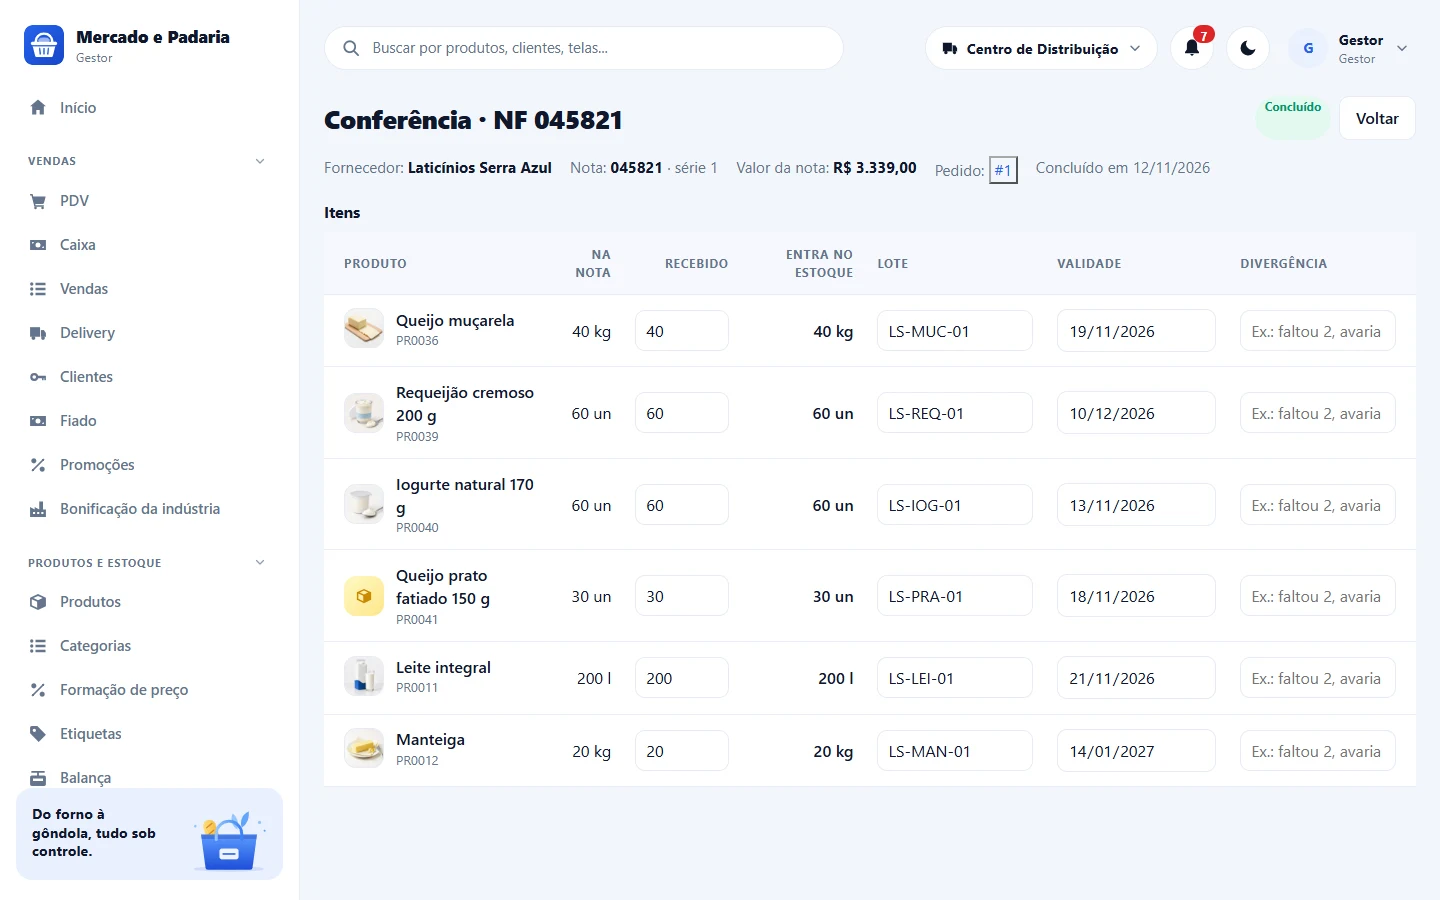 Mercado e Padaria
Gestor
Início
VENDAS
PDV
Caixa
Vendas
Delivery
Clientes
Fiado
Promoções
Bonificação da indústria
PRODUTOS E ESTOQUE
Produtos
Categorias
Formação de preço
Etiquetas
Balança
Do forno à
gôndola, tudo sob
controle.
Buscar por produtos, clientes, telas...
Centro de Distribuição
7
G
Gestor
Gestor
Conferência · NF 045821
Concluído
Voltar
Fornecedor: Laticínios Serra Azul Nota: 045821 · série 1 Valor da nota: R$ 3.339,00 Pedido: #1 Concluído em 12/11/2026
Itens
PRODUTO NA NOTA RECEBIDO ENTRA NO ESTOQUE LOTE VALIDADE DIVERGÊNCIA
Queijo muçarela
PR0036
40 kg 40 40 kg LS-MUC-01 19/11/2026 Ex.: faltou 2, avaria
Requeijão cremoso
200 g
PR0039
60 un 60 60 un LS-REQ-01 10/12/2026 Ex.: faltou 2, avaria
Iogurte natural 170
g
PR0040
60 un 60 60 un LS-IOG-01 13/11/2026 Ex.: faltou 2, avaria
Queijo prato
fatiado 150 g
PR0041
30 un 30 30 un LS-PRA-01 18/11/2026 Ex.: faltou 2, avaria
Leite integral
PR0011
200 l 200 200 l LS-LEI-01 21/11/2026 Ex.: faltou 2, avaria
Manteiga
PR0012
20 kg 20 20 kg LS-MAN-01 14/01/2027 Ex.: faltou 2, avaria